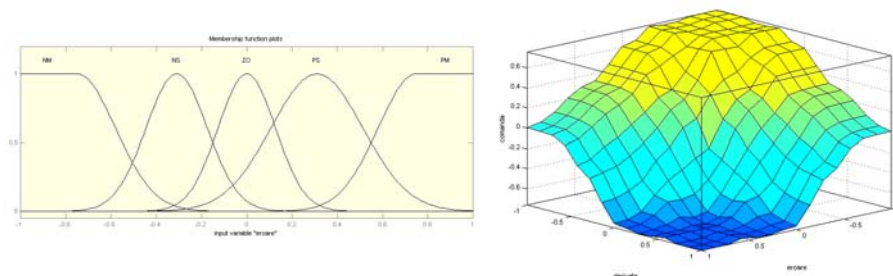 Membership function plots
NM NS ZO PS PM
1
0.5
0
-1 -0.8 -0.6 -0.4 -0.2 0 0.2 0.4 0.6 0.8 1
input variable "eroare"
comanda
0.6
0.4
0.2
0
-0.2
-0.4
-0.6
-1 -0.5 0 0.5 1
1 0.5 0 -0.5
eroare